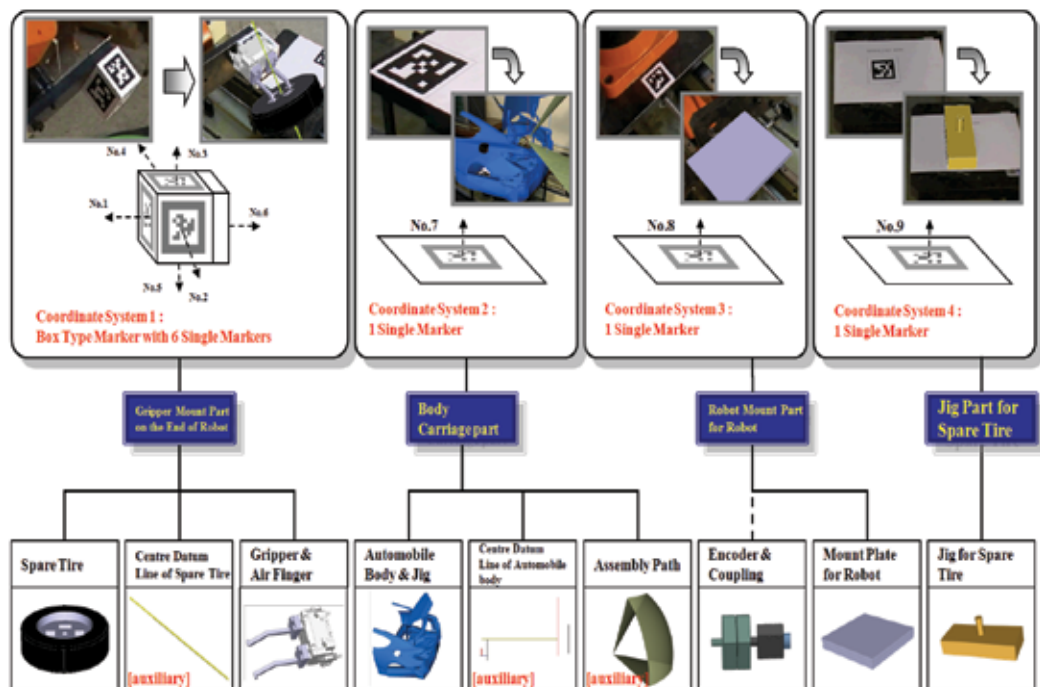 No.4
No.3
No.1
No.6
No.5
No.2
Coordinate System 1 :
Box Type Marker with 6 Single Markers
No.7
Coordinate System 2 :
1 Single Marker
No.8
Coordinate System 3 :
1 Single Marker
No.9
Coordinate System 4 :
1 Single Marker
Gripper Mount Part
on the End of Robot
Body
Carriage part
Robot Mount Part
for Robot
Jig Part for
Spare Tire
Spare Tire
Centre Datum
Line of Spare Tire
[auxiliary]
Gripper &
Air Finger
Automobile
Body & Jig
Centre Datum
Line of Automobile
body
[auxiliary]
Assembly Path
[auxiliary]
Encoder &
Coupling
Mount Plate
for Robot
Jig for Spare
Tire